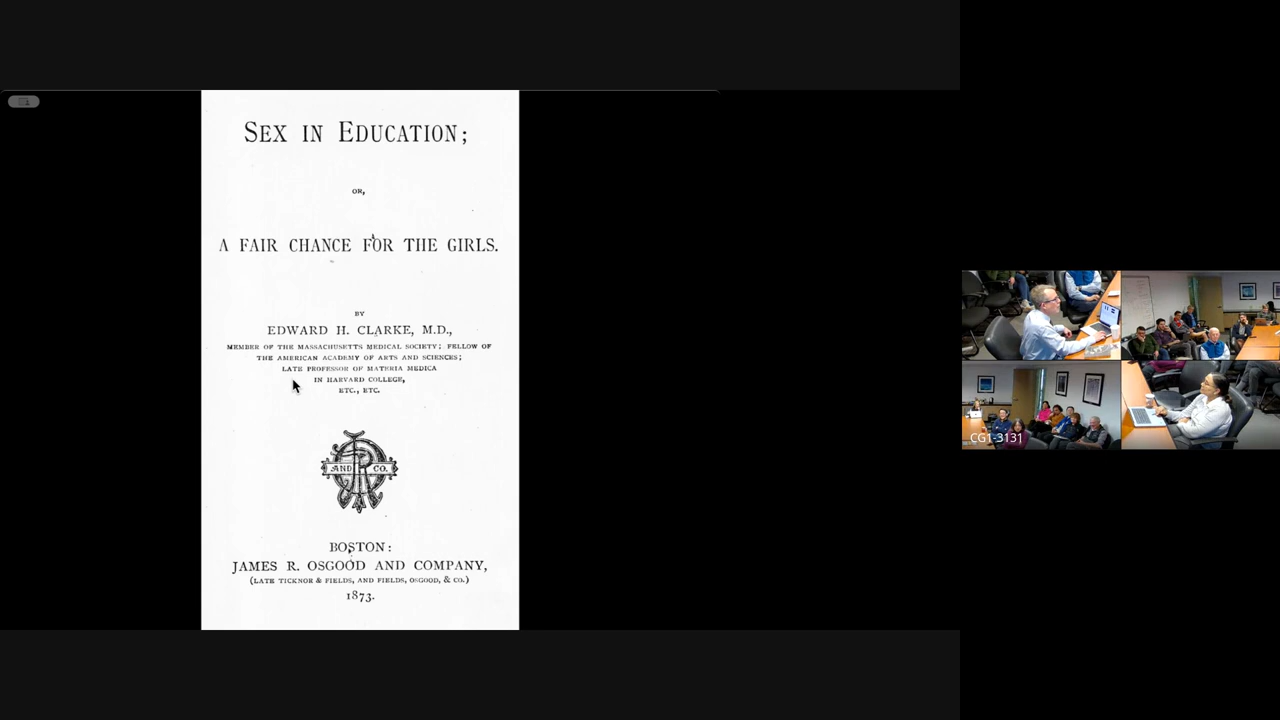 SEX IN EDUCATION;
OR,
A FAIR CHANCE FOR THE GIRLS.
BY
EDWARD H. CLARKE, M.D.,
MEMBER OF THE MASSACHUSETTS MEDICAL SOCIETY; FELLOW OF
THE AMERICAN ACADEMY OF ARTS AND SCIENCES;
LATE PROFESSOR OF MATERIA MEDICA
IN HARVARD COLLEGE,
ETC., ETC.
AND CO.
BOSTON:
JAMES R. OSGOOD AND COMPANY,
(LATE TICKNOR & FIELDS, AND FIELDS, OSGOOD, & CO.)
1873.
CG1-3131